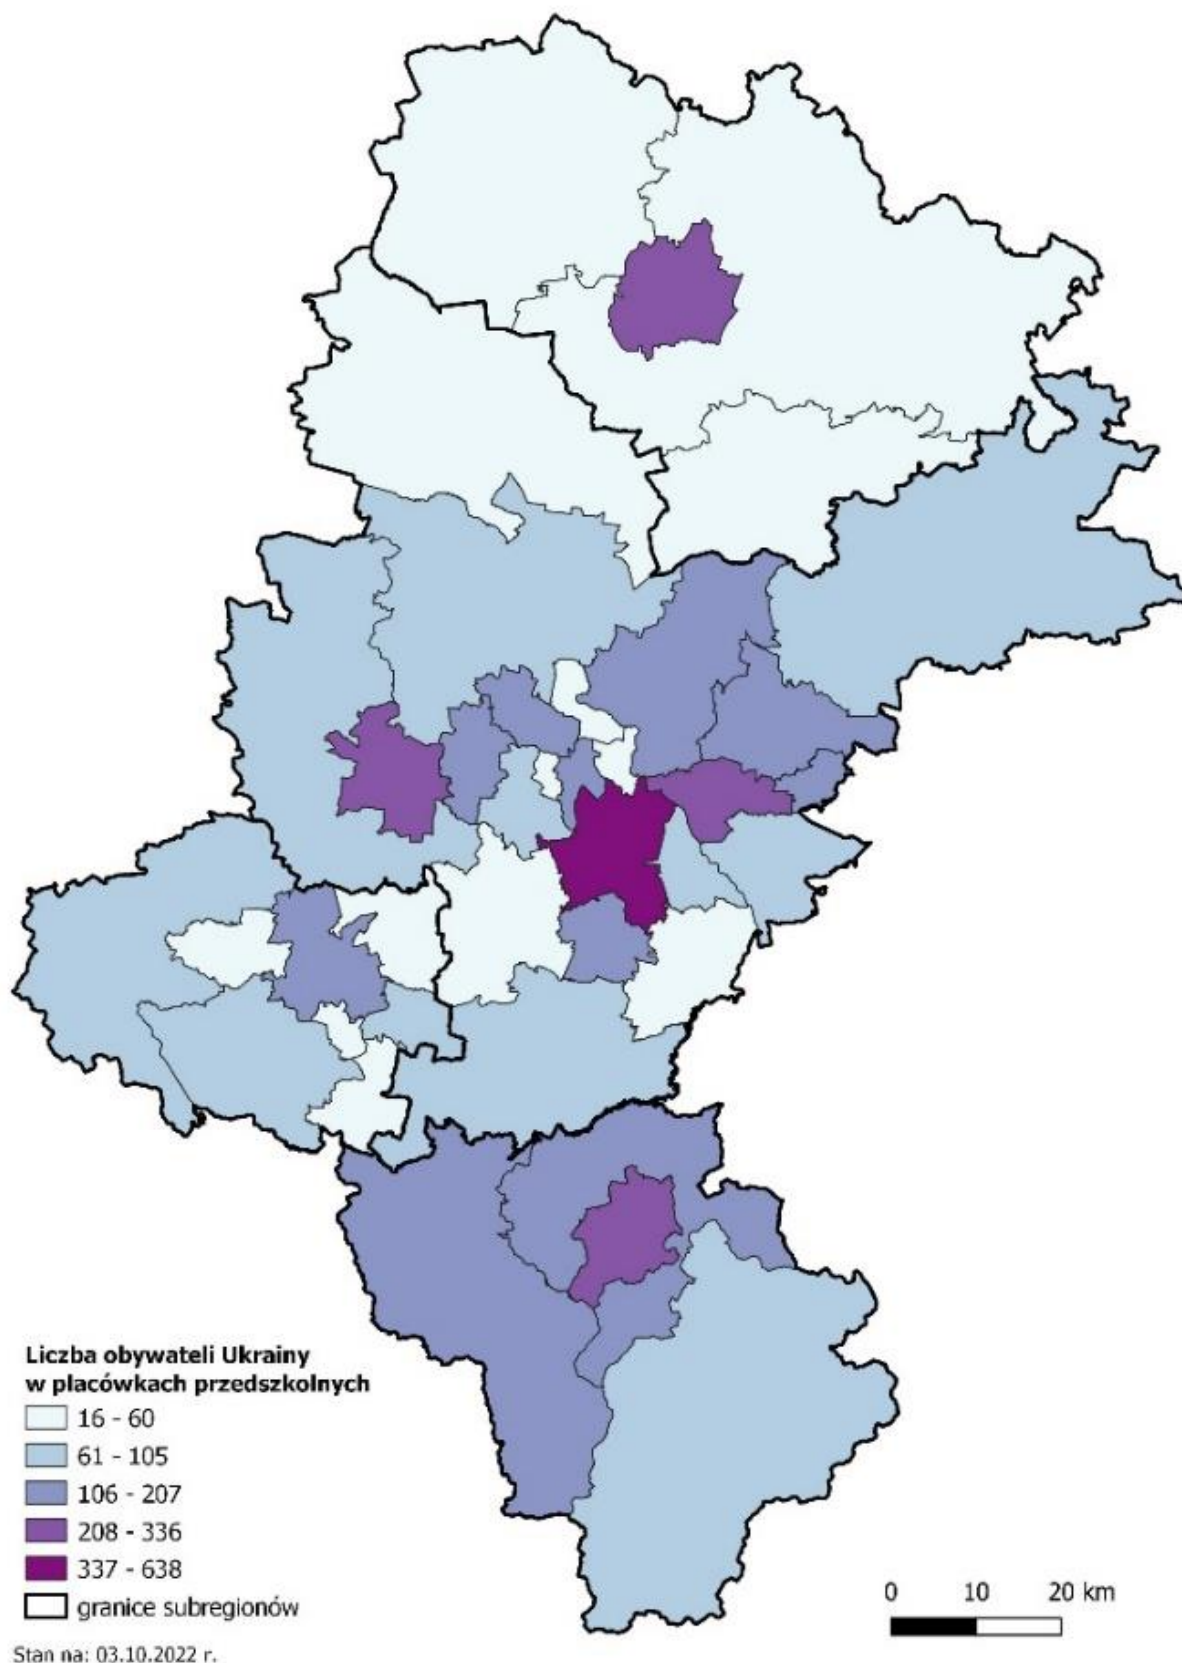 Liczba obywateli Ukrainy
w placówkach przedszkolnych
16 - 60
61 - 105
106 - 207
208 - 336
337 - 638
granice subregionów
0 10 20 km
Stan na: 03.10.2022 r.